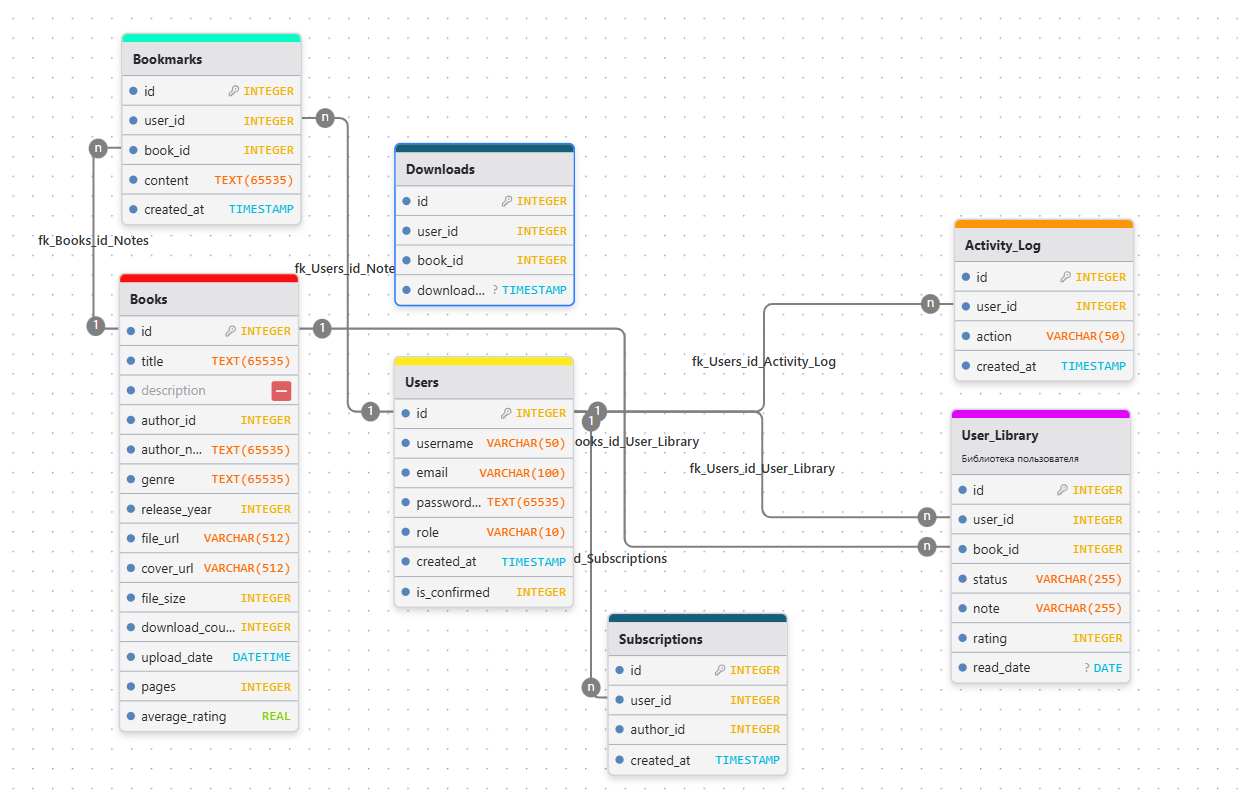 Bookmarks
id INTEGER
user_id INTEGER
book_id INTEGER
content TEXT(65535)
created_at TIMESTAMP
n
n
fk_Books_id_Notes
fk_Users_id_Note
1
Books
id INTEGER
title TEXT(65535)
description
author_id INTEGER
author_n... TEXT(65535)
genre TEXT(65535)
release_year INTEGER
file_url VARCHAR(512)
cover_url VARCHAR(512)
file_size INTEGER
download_cou... INTEGER
upload_date DATETIME
pages INTEGER
average_rating REAL
1
Downloads
id INTEGER
user_id INTEGER
book_id INTEGER
download... ? TIMESTAMP
1
Users
id INTEGER
username VARCHAR(50)
email VARCHAR(100)
password... TEXT(65535)
role VARCHAR(10)
created_at TIMESTAMP
is_confirmed INTEGER
1
1
ooks_id_User_Library
fk_Users_id_Activity_Log
fk_Users_id_User_Library
d_Subscriptions
n
Subscriptions
id INTEGER
user_id INTEGER
author_id INTEGER
created_at TIMESTAMP
n
Activity_Log
id INTEGER
user_id INTEGER
action VARCHAR(50)
created_at TIMESTAMP
n
n
User_Library
Библиотека пользователя
id INTEGER
user_id INTEGER
book_id INTEGER
status VARCHAR(255)
note VARCHAR(255)
rating INTEGER
read_date ? DATE